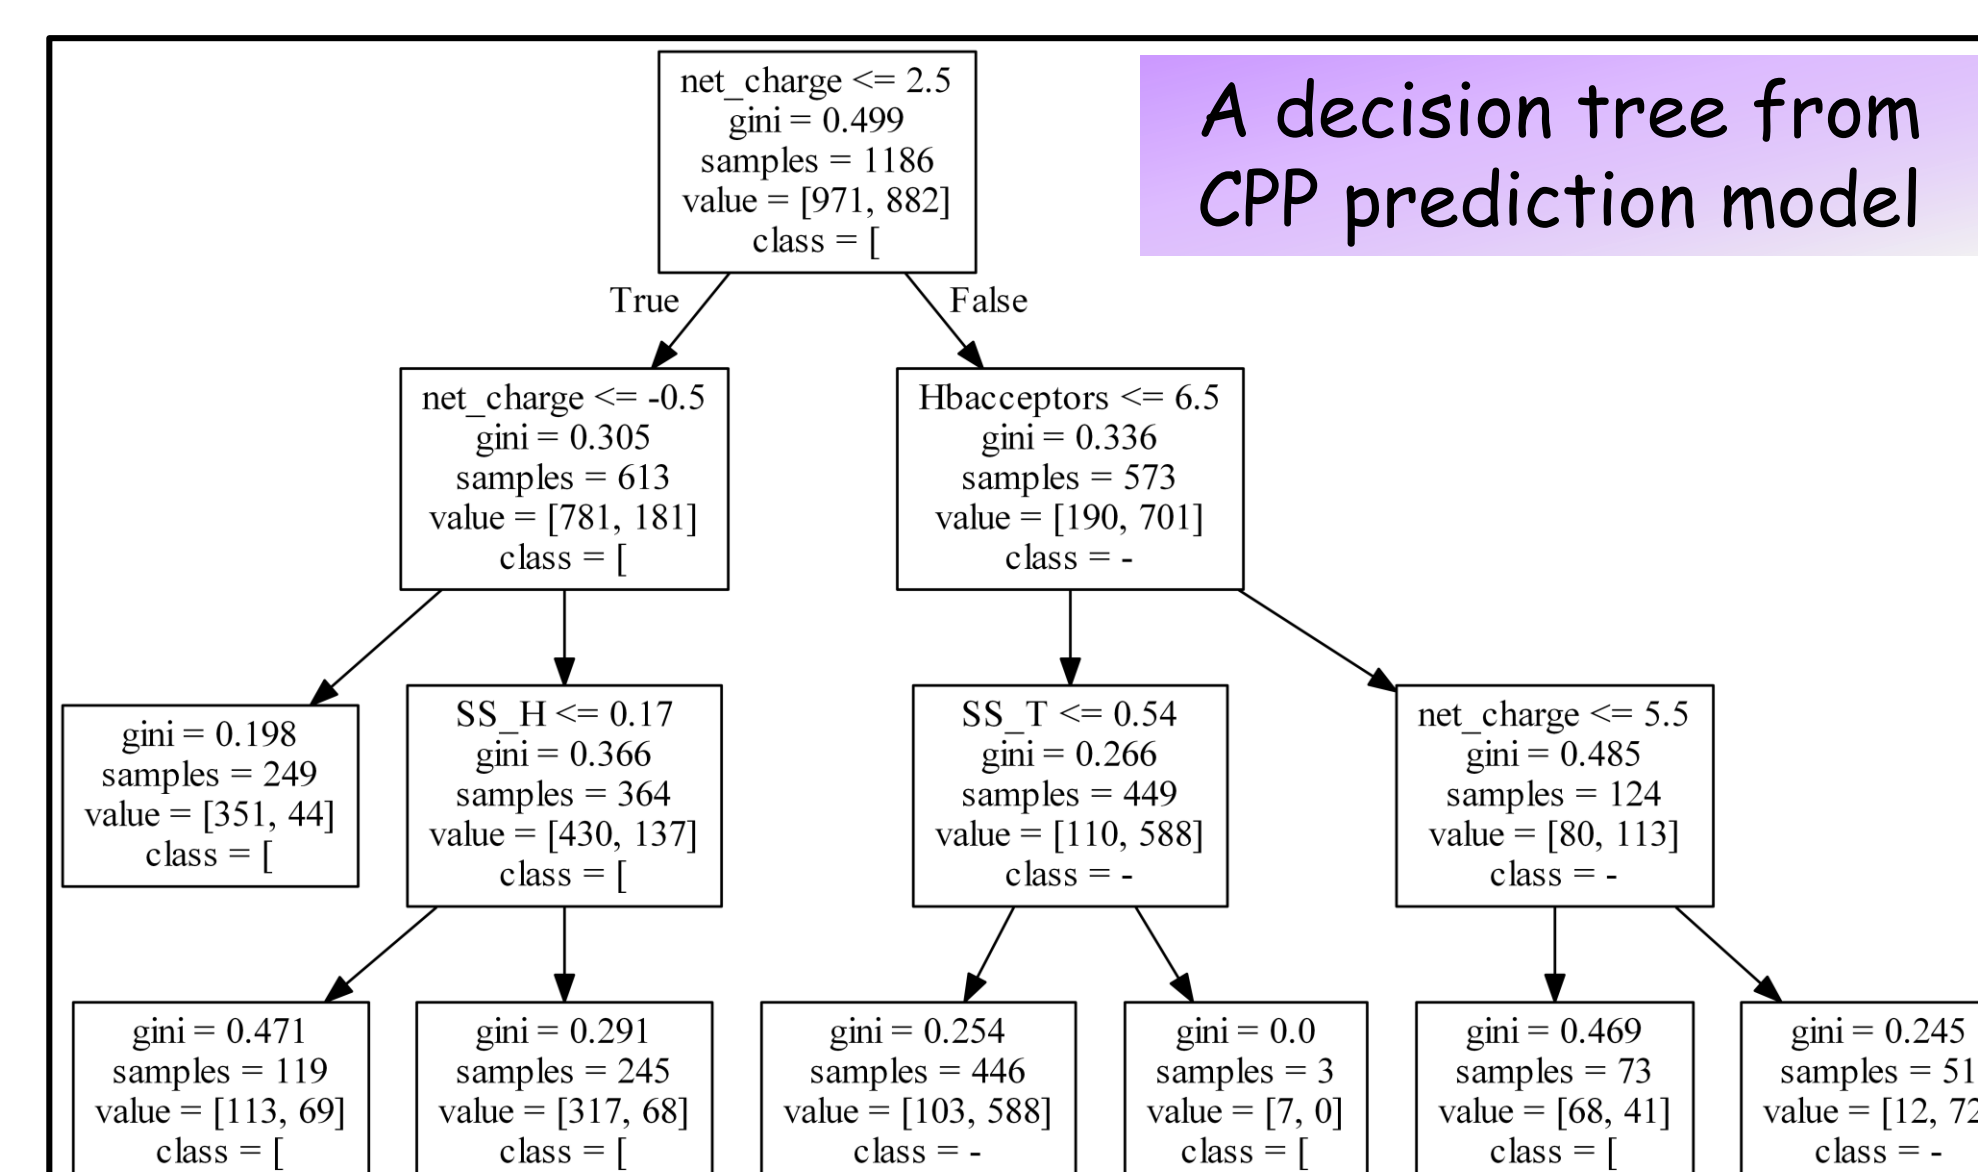 net_charge <= 2.5
gini = 0.499
samples = 1186
value = [971, 882]
class = [
A decision tree from
CPP prediction model
True
False
net_charge <= -0.5
gini = 0.305
samples = 613
value = [781, 181]
class = [
Hbacceptors <= 6.5
gini = 0.336
samples = 573
value = [190, 701]
class = -
gini = 0.198
samples = 249
value = [351, 44]
class = [
SS_H <= 0.17
gini = 0.366
samples = 364
value = [430, 137]
class = [
SS_T <= 0.54
gini = 0.266
samples = 449
value = [110, 588]
class = -
net_charge <= 5.5
gini = 0.485
samples = 124
value = [80, 113]
class = -
gini = 0.471
samples = 119
value = [113, 69]
class = [
gini = 0.291
samples = 245
value = [317, 68]
class = [
gini = 0.254
samples = 446
value = [103, 588]
class = -
gini = 0.0
samples = 3
value = [7, 0]
class = [
gini = 0.469
samples = 73
value = [68, 41]
class = [
gini = 0.245
samples = 51
value = [12, 72
class = -